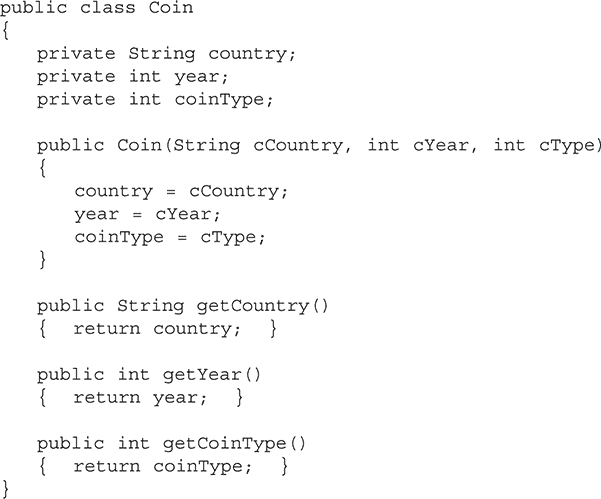 public class Coin
{
private String country;
private int year;
private int coinType;
public Coin(String cCountry, int cYear, int cType)
{
country = cCountry;
year = cYear;
coinType = cType;
}
public String getCountry()
{ return country; }
public int getYear()
{ return year; }
public int getCoinType()
{ return coinType; }
}